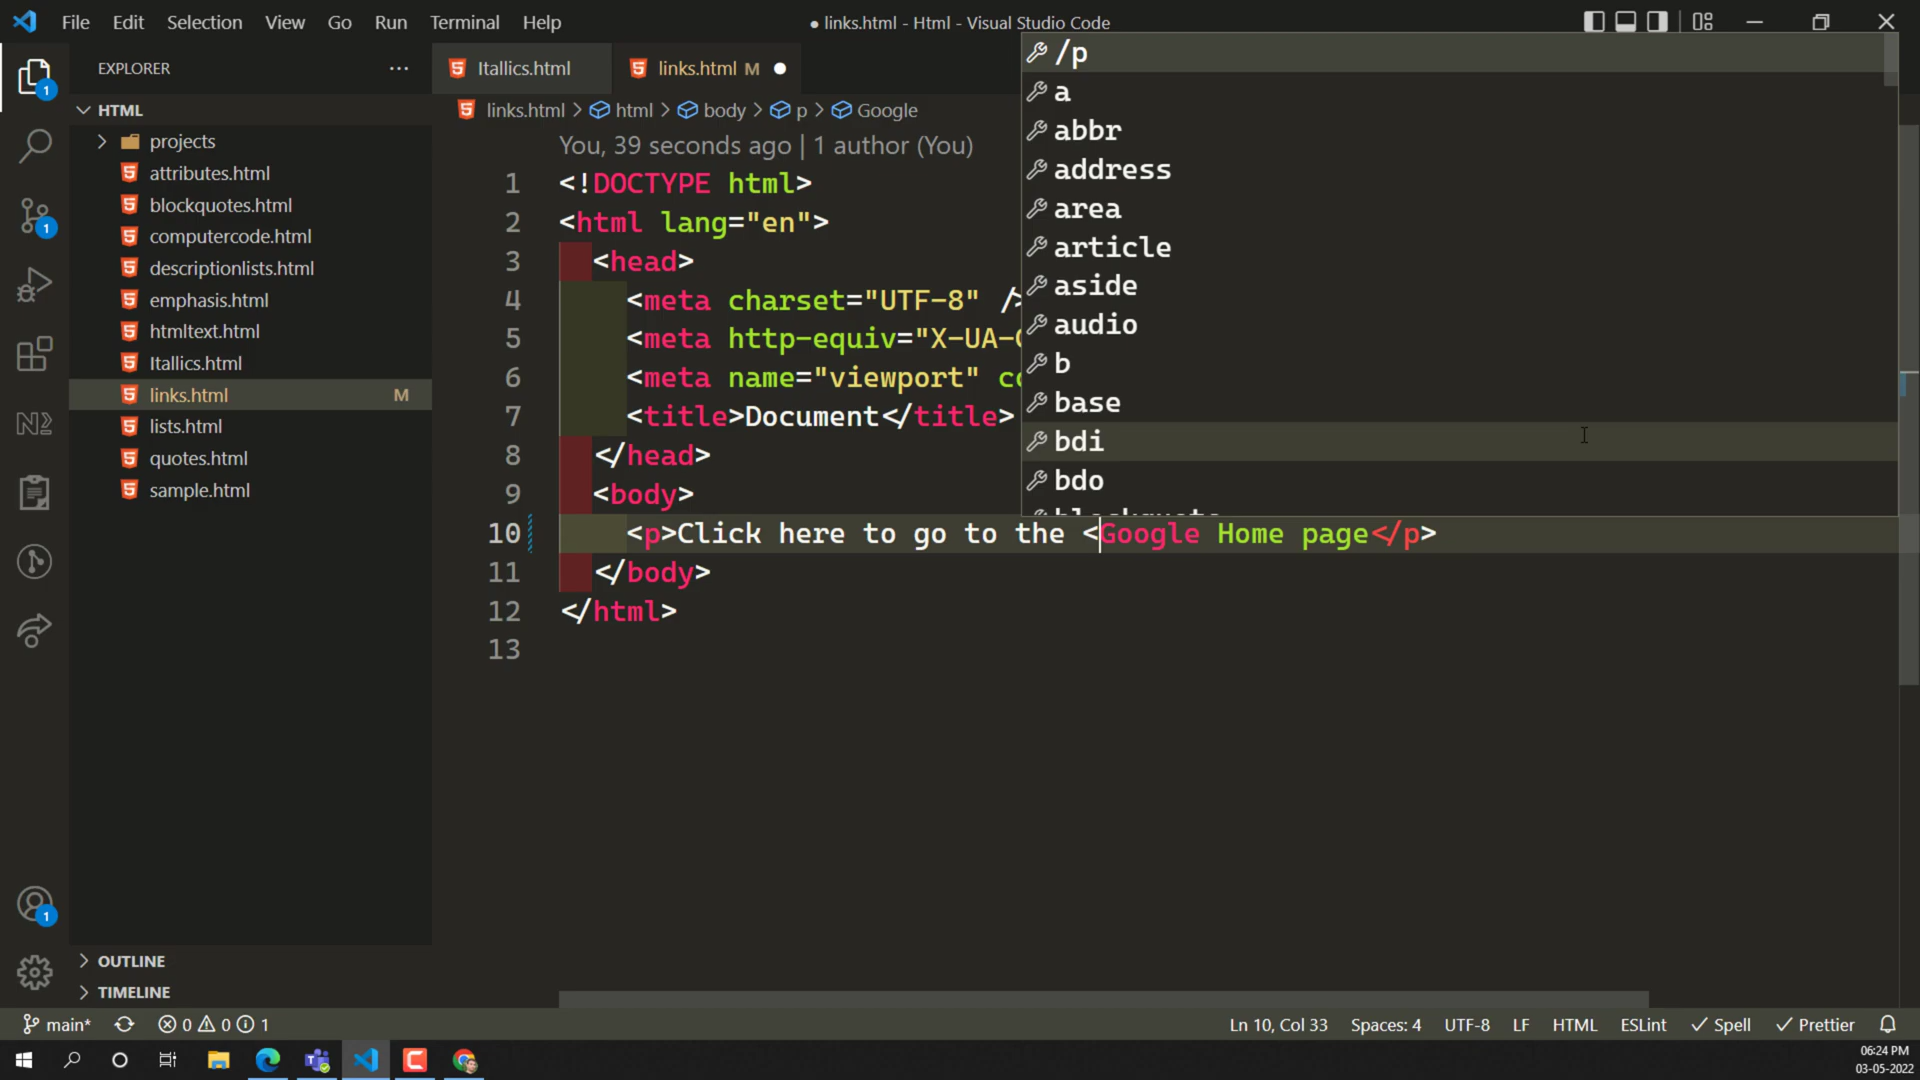 File Edit Selection View Go Run Terminal Help
● links.html - Html - Visual Studio Code
EXPLORER
HTML
projects
attributes.html
blockquotes.html
computercode.html
descriptionlists.html
emphasis.html
htmltext.html
Itallics.html
links.html M
lists.html
quotes.html
sample.html
OUTLINE
TIMELINE
Itallics.html
links.html M
links.html > html > body > p > Google
You, 39 seconds ago | 1 author (You)
1 <!DOCTYPE html>
2 <html lang="en">
3 <head>
4 <meta charset="UTF-8" />
5 <meta http-equiv="X-UA-
6 <meta name="viewport"
7 <title>Document</title>
8 </head>
9 <body>
10 <p>Click here to go to the <Google Home page</p>
11 </body>
12 </html>
13
/p
a
abbr
address
area
article
aside
audio
b
base
bdi
bdo
1
1
1
main* 0 0 1
Ln 10, Col 33 Spaces: 4 UTF-8 LF HTML ESLint Spell Prettier
06:24 PM
03-05-2022